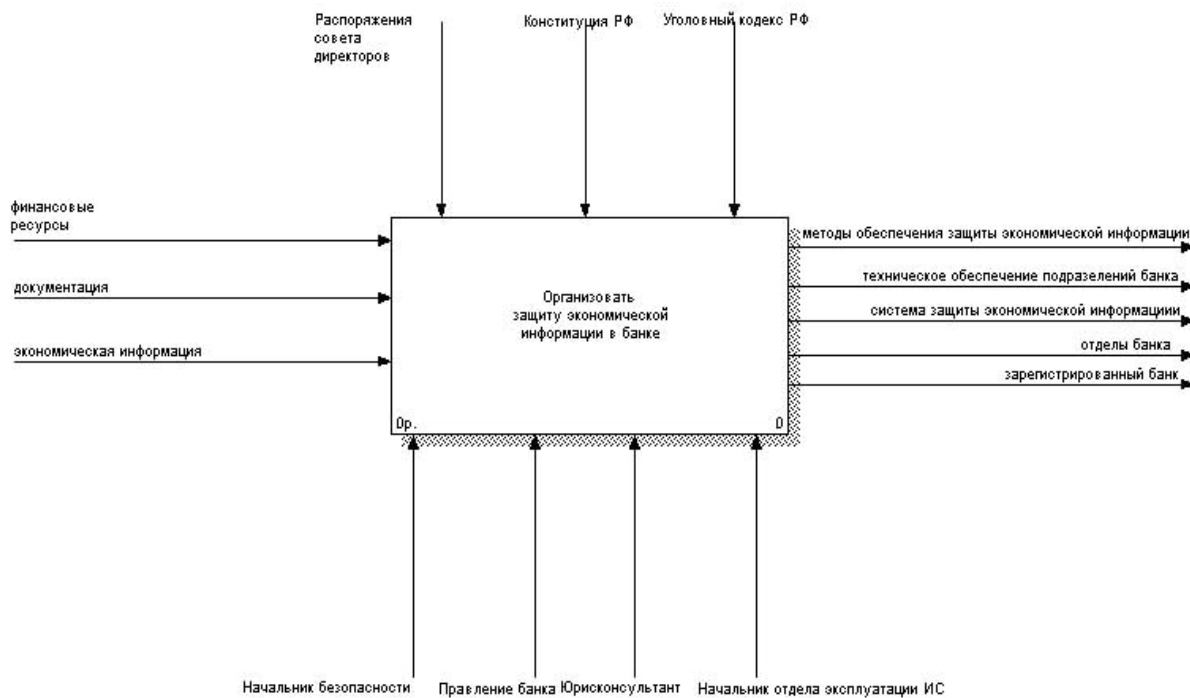 Распоряжения
совета
директоров
Конституция РФ
Уголовный кодекс РФ
финансовые
ресурсы
документация
экономическая информация
Организовать
защиту экономической
информации в банке
0р.
0
методы обеспечения защиты экономической информации
техническое обеспечение подразелений банка
система защиты экономической информациии
отделы банка
зарегистрированный банк
Начальник безопасности
Правление банка
Юрисконсультант
Начальник отдела эксплуатации ИС